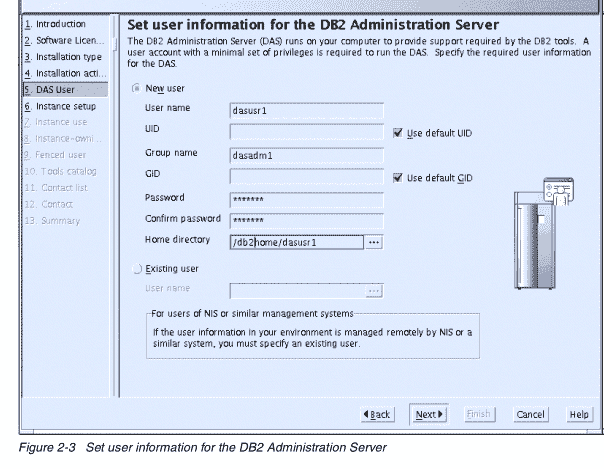 1. Introduction
2. Software Licen...
3. Installation type
4. Installation acti...
5. DAS User
6. Instance setup
7. Instance use
8. Instance-owni...
9. Fenced user
10. Tools catalog
11. Contact list
12. Contact
13. Summary
Set user information for the DB2 Administration Server
The DB2 Administration Server (DAS) runs on your computer to provide support required by the DB2 tools. A
user account with a minimal set of privileges is required to run the DAS. Specify the required user information
for the DAS.
New user
User name dasusr1
UID Use default UID
Group name dasadm1
GID Use default GID
Password *******
Confirm password *******
Home directory /db2home/dasusr1 ...
Existing user
User name ...
For users of NIS or similar management systems
If the user information in your environment is managed remotely by NIS or a
similar system, you must specify an existing user.
Back Next Finish Cancel Help
Figure 2-3 Set user information for the DB2 Administration Server